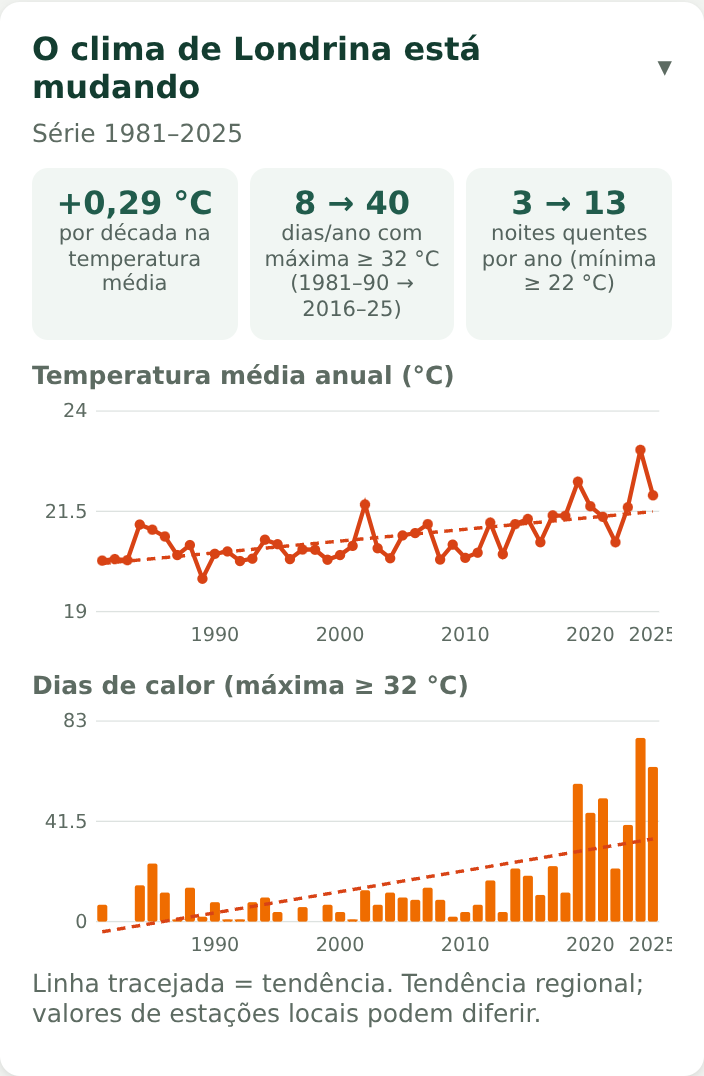 O clima de Londrina está
mudando
▼
Série 1981–2025
+0,29 °C
por década na
temperatura
média
8 → 40
dias/ano com
máxima ≥ 32 °C
(1981–90 →
2016–25)
3 → 13
noites quentes
por ano (mínima
≥ 22 °C)
Temperatura média anual (°C)
24
21.5
19
1990 2000 2010 2020 2025
Dias de calor (máxima ≥ 32 °C)
83
41.5
0
1990 2000 2010 2020 2025
Linha tracejada = tendência. Tendência regional;
valores de estações locais podem diferir.